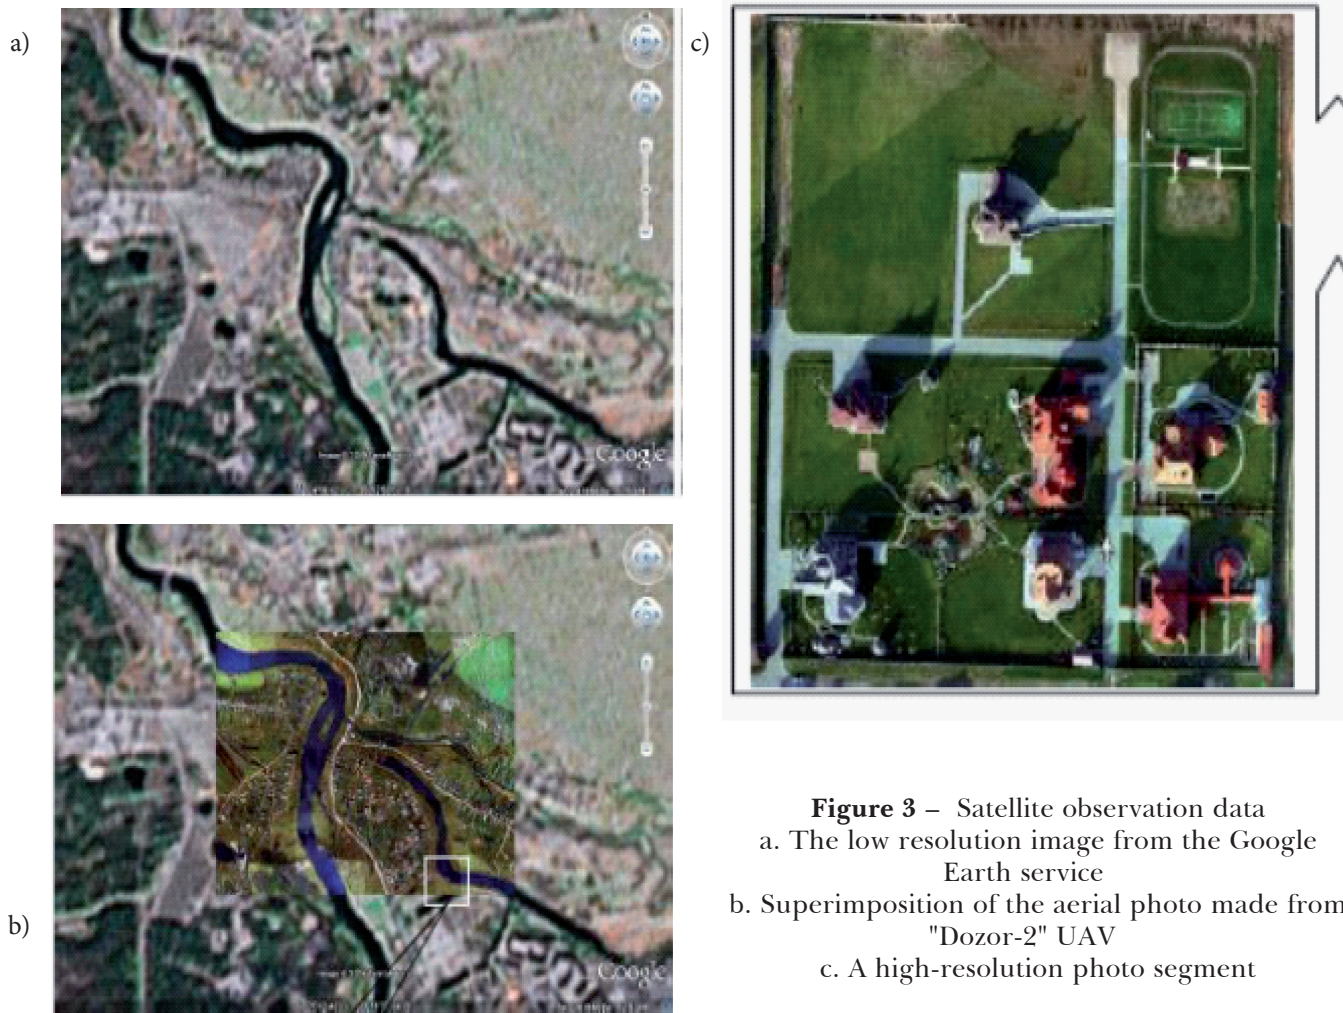 a)
Google
c)
b)
Google
Figure 3 – Satellite observation data
a. The low resolution image from the Google
Earth service
b. Superimposition of the aerial photo made from
"Dozor-2" UAV
c. A high-resolution photo segment